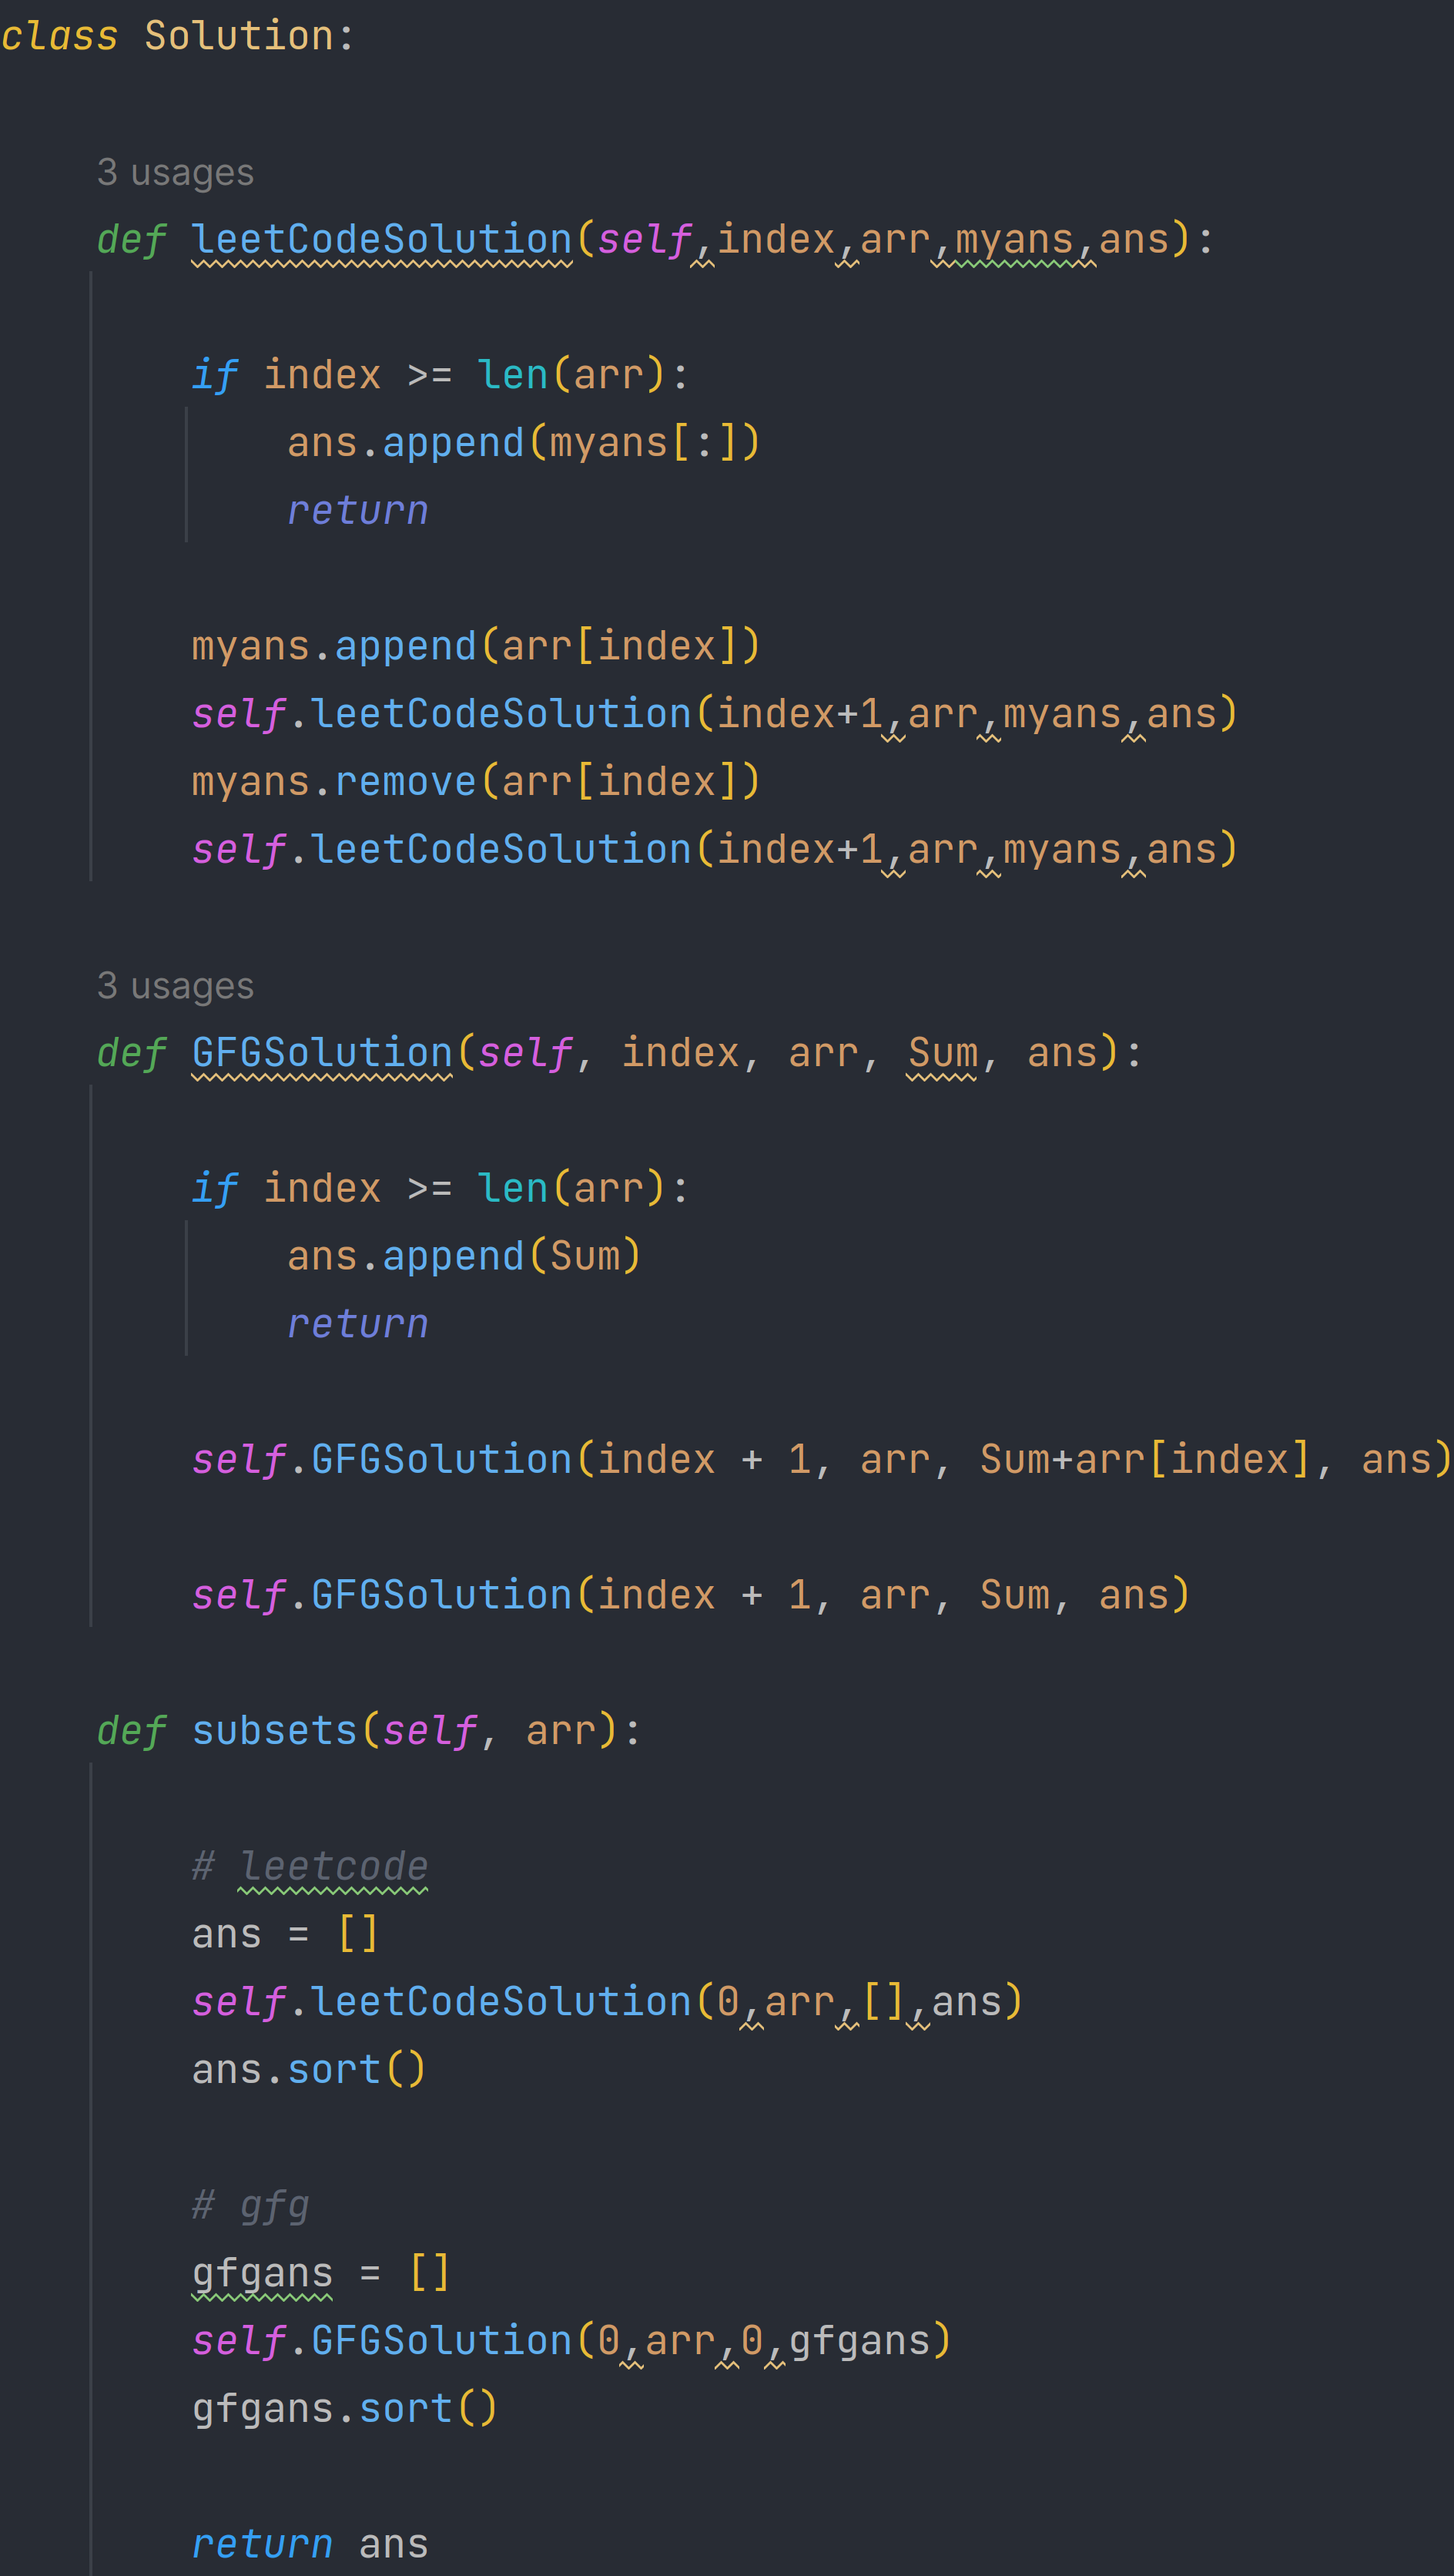 class Solution:
3 usages
def leetCodeSolution(self,index,arr,myans,ans):
if index >= len(arr):
ans.append(myans[:])
return
myans.append(arr[index])
self.leetCodeSolution(index+1,arr,myans,ans)
myans.remove(arr[index])
self.leetCodeSolution(index+1,arr,myans,ans)
3 usages
def GFGSolution(self, index, arr, Sum, ans):
if index >= len(arr):
ans.append(Sum)
return
self.GFGSolution(index + 1, arr, Sum+arr[index], ans)
self.GFGSolution(index + 1, arr, Sum, ans)
def subsets(self, arr):
# leetcode
ans = []
self.leetCodeSolution(0,arr,[],ans)
ans.sort()
# gfg
gfgans = []
self.GFGSolution(0,arr,0,gfgans)
gfgans.sort()
return ans